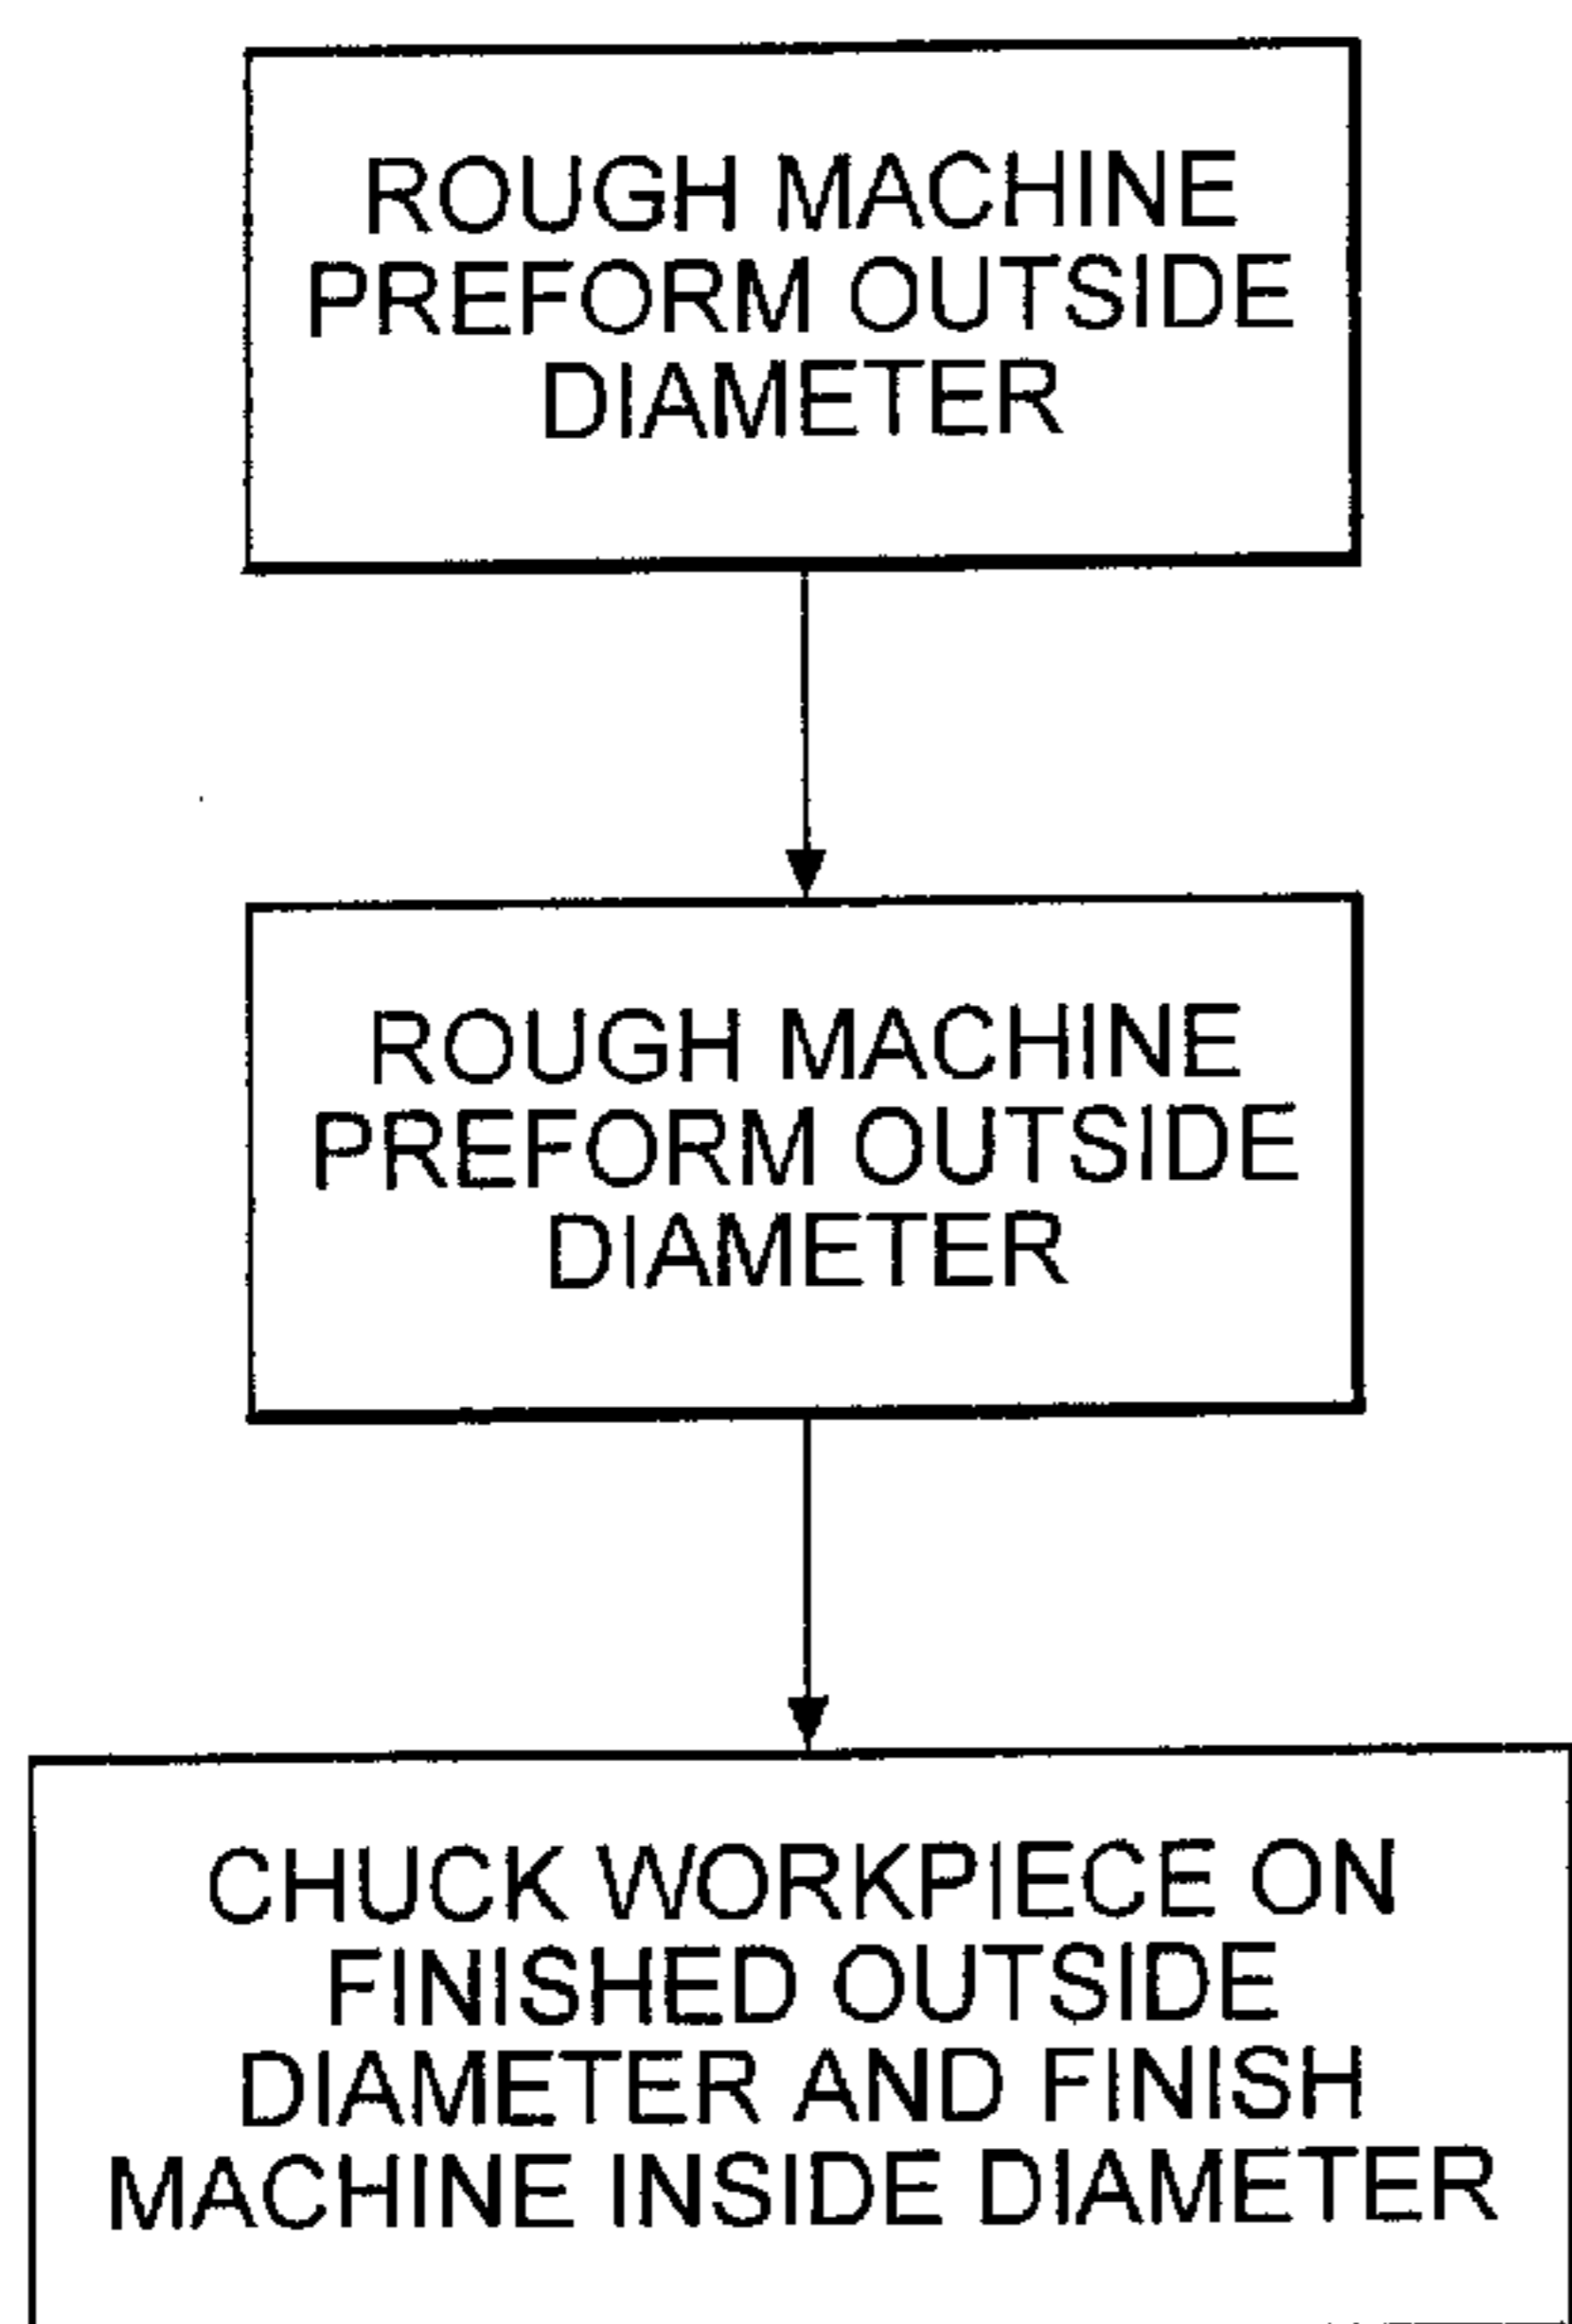 ROUGH MACHINE
PREFORM OUTSIDE
DIAMETER
ROUGH MACHINE
PREFORM OUTSIDE
DIAMETER
CHUCK WORKPIECE ON
FINISHED OUTSIDE
DIAMETER AND FINISH
MACHINE INSIDE DIAMETER